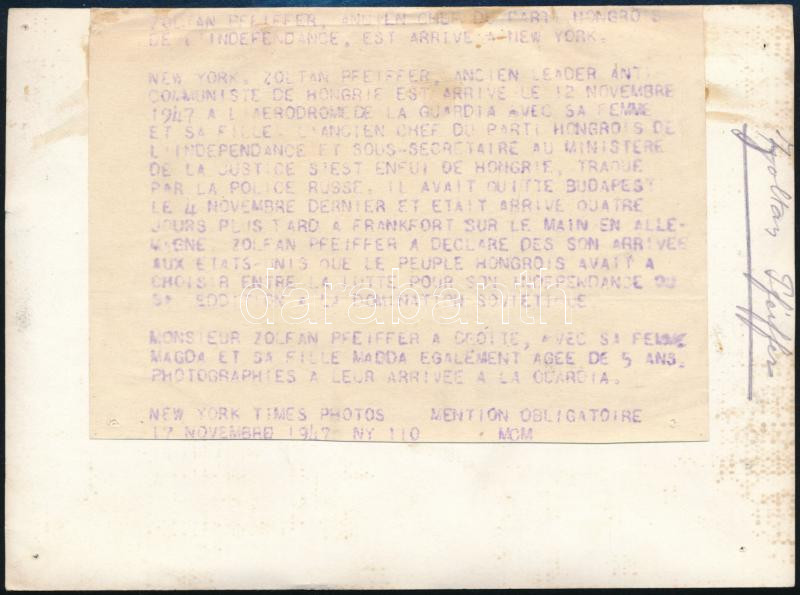 ZOLTAN PFEIFFER, ANCIEN CHEF DU PARTI HONGROIS
DE L'INDEPENDANCE, EST ARRIVE A NEW YORK.
NEW YORK. ZOLTAN PFEIFFER, ANCIEN LEADER ANTI
COMMUNISTE DE HONGRIE EST ARRIVE LE 12 NOVEMBRE
1947 A L'AERODROMEDE LA GUARDIA AVEC SA FEMME
ET SA FILLE. L'ANCIEN CHEF DU PARTI HONGROIS DE
L'INDEPENDANCE ET SOUS-SECRETAIRE AU MINISTERE
DE LA JUSTICE S'EST ENFUI DE HONGRIE, TRAQUE
PAR LA POLICE RUSSE. IL AVAIT QUITTE BUDAPEST
LE 4 NOVEMBRE DERNIER ET ETAIT ARRIVE QUATRE
JOURS PLUS TARD A FRANKFORT SUR LE MAIN EN ALLE-
MAGNE. ZOLFAN PFEIFFER A DECLARE DES SON ARRIVEE
AUX ETATS-UNIS QUE LE PEUPLE HONGROIS AVAIT A
CHOISIR ENTRE LA LUTTE POUR SON INDEPENDANCE OU
SA A LA DOMINATION SOVIETIQUE
MONSIEUR ZOLFAN PFEIFFER A DROITE, AVEC SA FEMME
MAGDA ET SA FILLE MADDA EGALEMENT AGEE DE 5 ANS.
PHOTOGRAPHIES A LEUR ARRIVEE A LA GUARDIA.
NEW YORK TIMES PHOTOS MENTION OBLIGATOIRE
17 NOVEMBRE 1947 NY 110 MCM
Zoltan Pfeiffer
darabanth